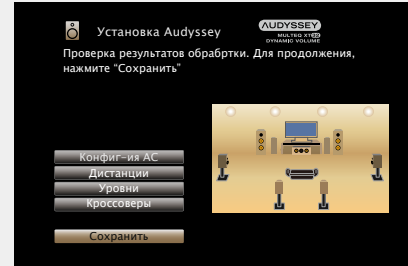 Установка Audyssey
AUDYSSEY
MULTEQ XT32
DYNAMIC VOLUME
Проверка результатов обрабртки. Для продолжения,
нажмите “Сохранить”
Конфиг-ия АС
Дистанции
Уровни
Кроссоверы
Сохранить